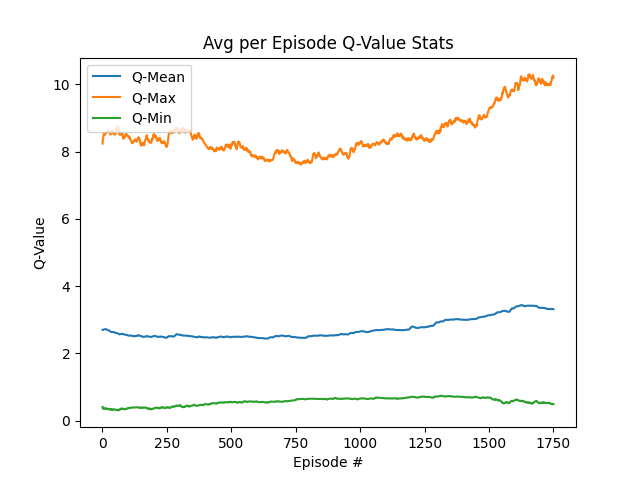 Avg per Episode Q-Value Stats
Q-Mean
Q-Max
Q-Min
10
8
6
4
2
0
Q-Value
0 250 500 750 1000 1250 1500 1750
Episode #